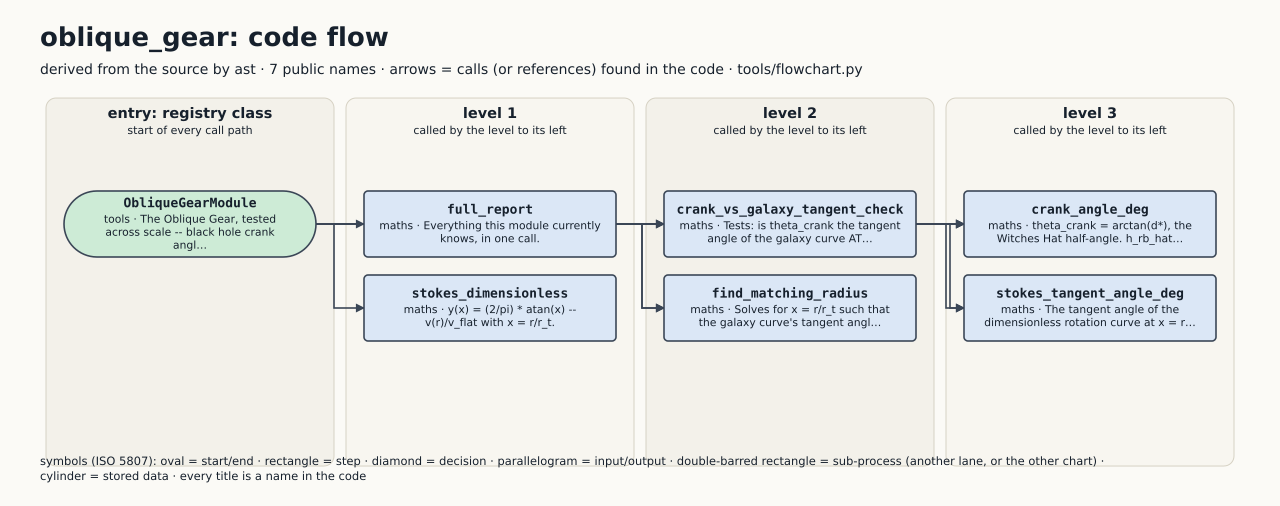 oblique_gear: code flow
derived from the source by ast · 7 public names · arrows = calls (or references) found in the code · tools/flowchart.py
entry: registry class
start of every call path
level 1
called by the level to its left
level 2
called by the level to its left
level 3
called by the level to its left
ObliqueGearModule
tools · The Oblique Gear, tested
across scale -- black hole crank
angl…
full_report
maths · Everything this module currently
knows, in one call.
crank_vs_galaxy_tangent_check
maths · Tests: is theta_crank the tangent
angle of the galaxy curve AT…
crank_angle_deg
maths · theta_crank = arctan(d*), the
Witches Hat half-angle. h_rb_hat…
stokes_dimensionless
maths · y(x) = (2/pi) * atan(x) --
v(r)/v_flat with x = r/r_t.
find_matching_radius
maths · Solves for x = r/r_t such that
the galaxy curve's tangent angl…
stokes_tangent_angle_deg
maths · The tangent angle of the
dimensionless rotation curve at x = r…
symbols (ISO 5807): oval = start/end · rectangle = step · diamond = decision · parallelogram = input/output · double-barred rectangle = sub-process (another lane, or the other chart) ·
cylinder = stored data · every title is a name in the code